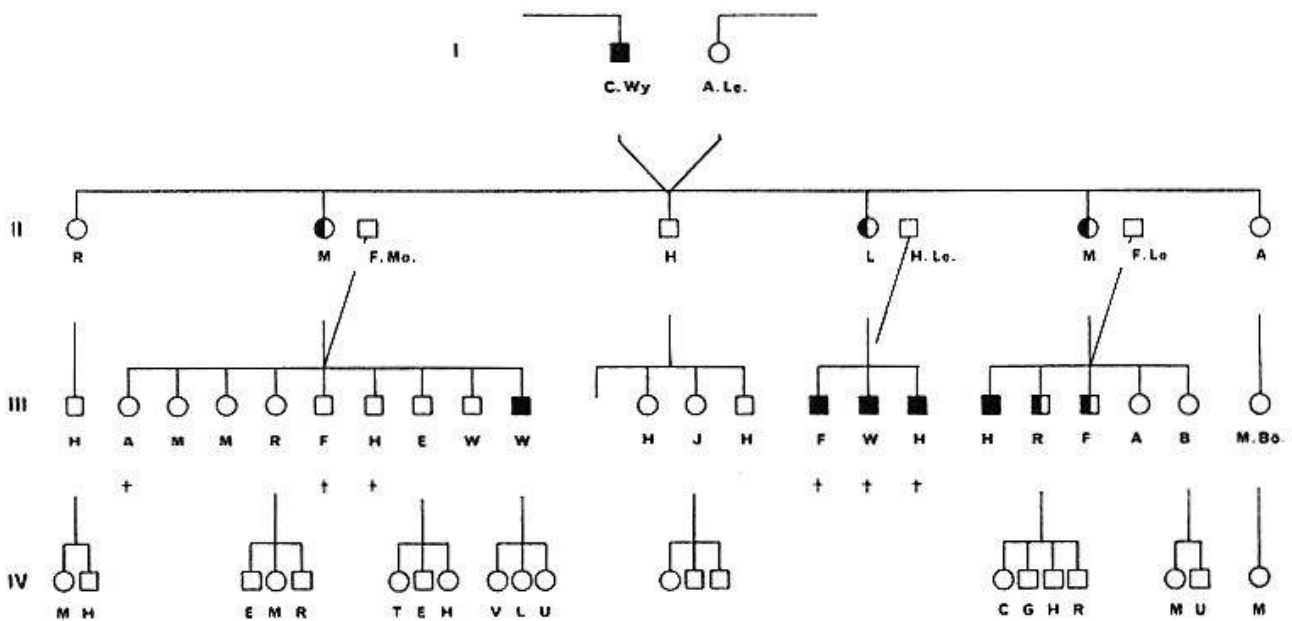 I
C. Wy A. Le.
II
R M F. Mo. H L H. Le. M F. Le A
III
H A M M R F H E W W H J H F W H H R F A B M. Bo.
† † † † † †
IV
M H E M R T E H V L U C G H R M U M